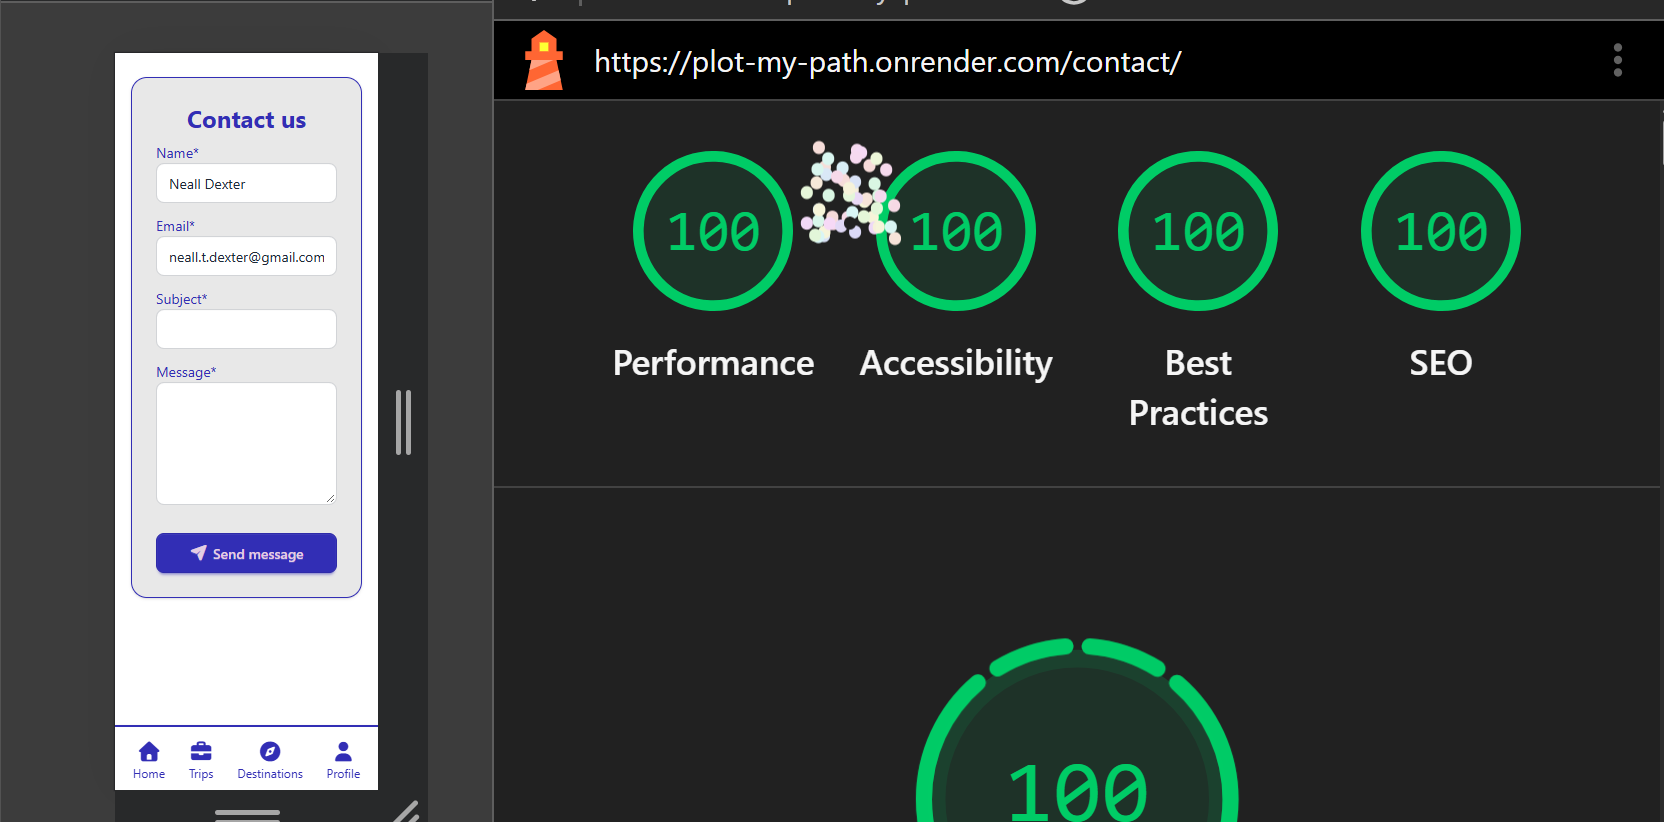 Contact us
Name*
Neall Dexter
Email*
neall.t.dexter@gmail.com
Subject*
Message*
Send message
Home Trips Destinations Profile
https://plot-my-path.onrender.com/contact/
100 100 100 100
Performance Accessibility Best Practices SEO
100